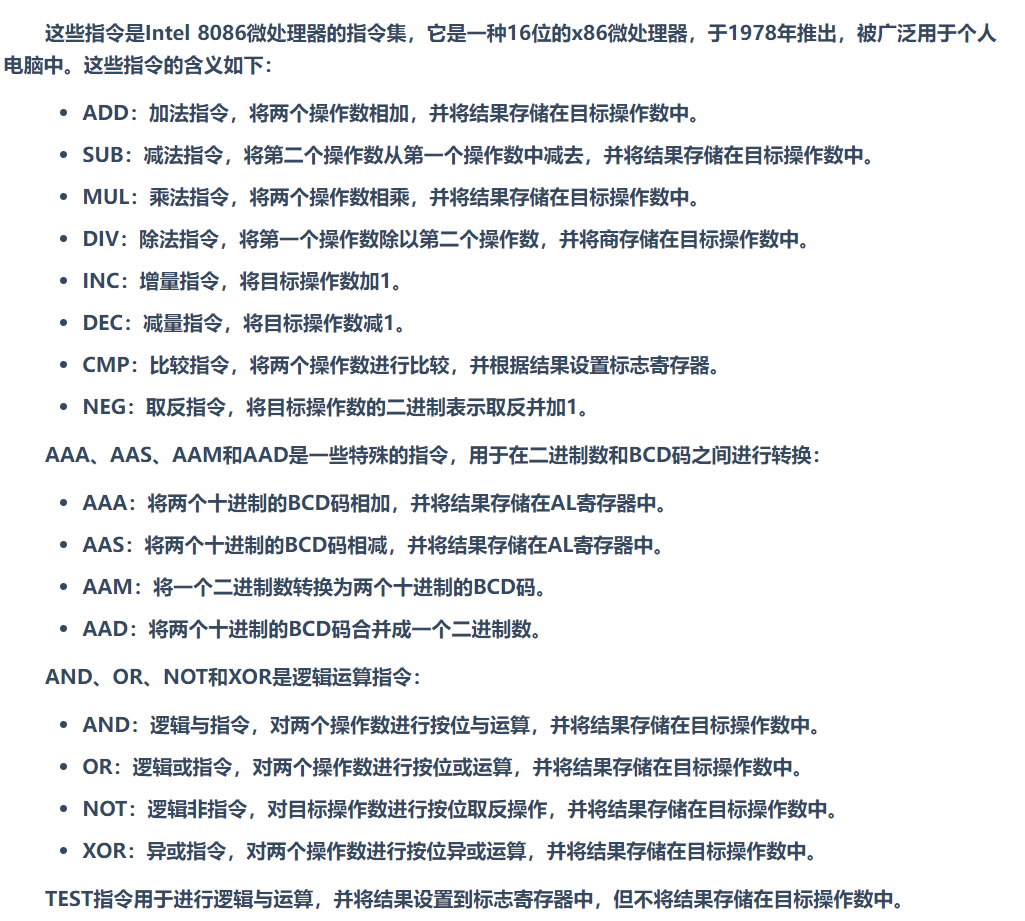 这些指令是Intel 8086微处理器的指令集，它是一种16位的x86微处理器，于1978年推出，被广泛用于个人
电脑中。这些指令的含义如下：
• ADD：加法指令，将两个操作数相加，并将结果存储在目标操作数中。
• SUB：减法指令，将第二个操作数从第一个操作数中减去，并将结果存储在目标操作数中。
• MUL：乘法指令，将两个操作数相乘，并将结果存储在目标操作数中。
• DIV：除法指令，将第一个操作数除以第二个操作数，并将商存储在目标操作数中。
• INC：增量指令，将目标操作数加1。
• DEC：减量指令，将目标操作数减1。
• CMP：比较指令，将两个操作数进行比较，并根据结果设置标志寄存器。
• NEG：取反指令，将目标操作数的二进制表示取反并加1。
AAA、AAS、AAM和AAD是一些特殊的指令，用于在二进制数和BCD码之间进行转换：
• AAA：将两个十进制的BCD码相加，并将结果存储在AL寄存器中。
• AAS：将两个十进制的BCD码相减，并将结果存储在AL寄存器中。
• AAM：将一个二进制数转换为两个十进制的BCD码。
• AAD：将两个十进制的BCD码合并成一个二进制数。
AND、OR、NOT和XOR是逻辑运算指令：
• AND：逻辑与指令，对两个操作数进行按位与运算，并将结果存储在目标操作数中。
• OR：逻辑或指令，对两个操作数进行按位或运算，并将结果存储在目标操作数中。
• NOT：逻辑非指令，对目标操作数进行按位取反操作，并将结果存储在目标操作数中。
• XOR：异或指令，对两个操作数进行按位异或运算，并将结果存储在目标操作数中。
TEST指令用于进行逻辑与运算，并将结果设置到标志寄存器中，但不将结果存储在目标操作数中。